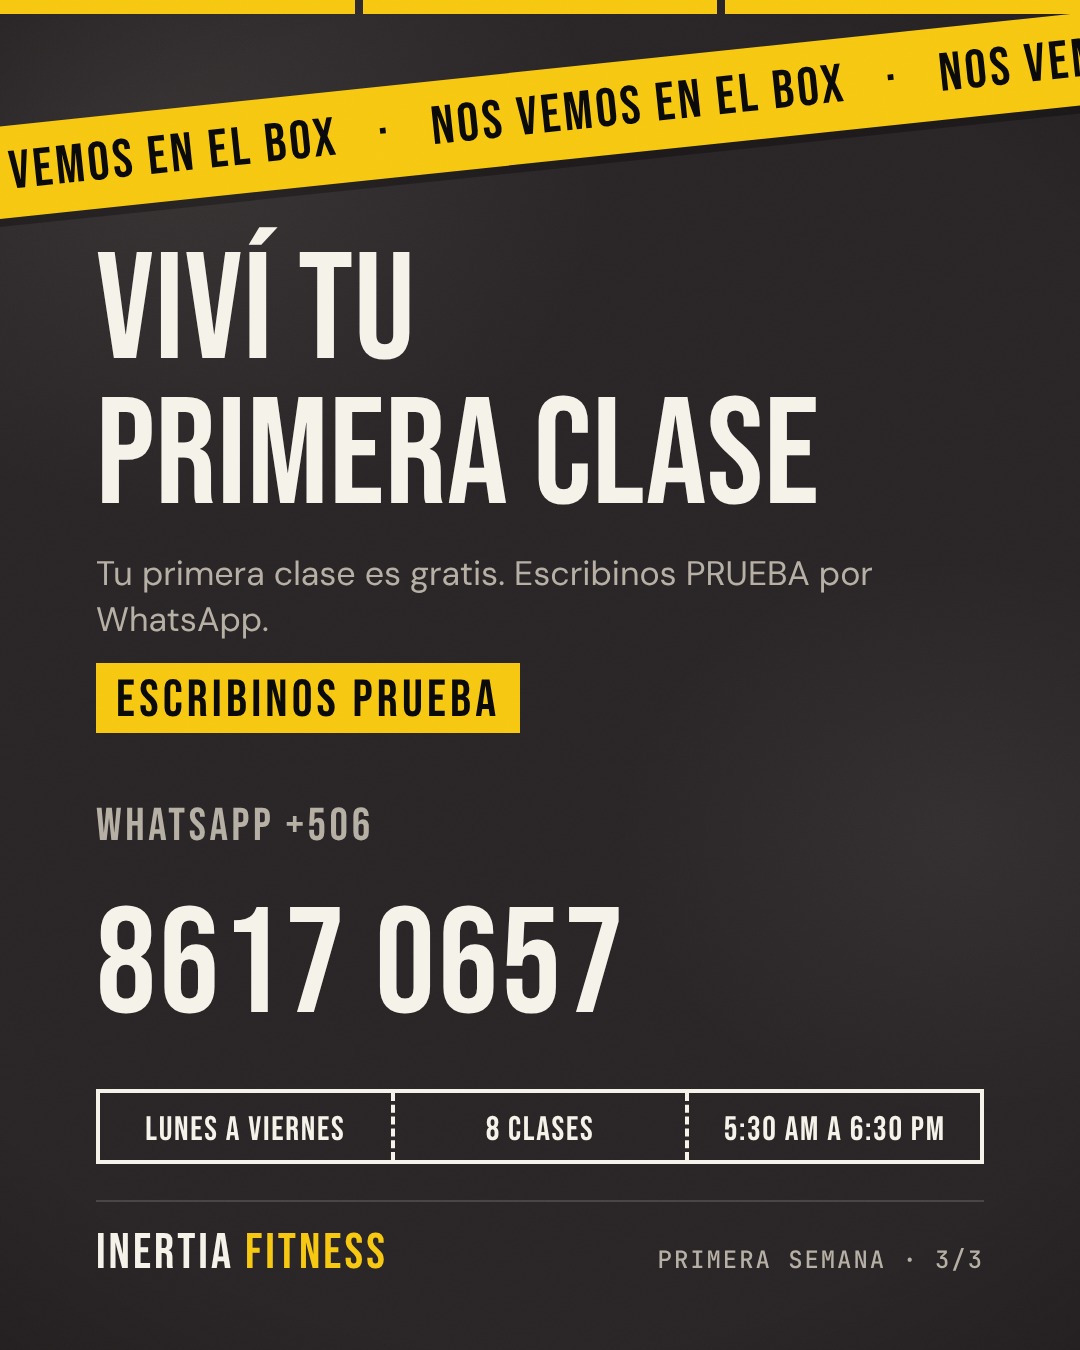 VEMOS EN EL BOX · NOS VEMOS EN EL BOX · NOS VEM
VIVÍ TU
PRIMERA CLASE
Tu primera clase es gratis. Escribinos PRUEBA por
WhatsApp.
ESCRIBINOS PRUEBA
WHATSAPP +506
8617 0657
LUNES A VIERNES
8 CLASES
5:30 AM A 6:30 PM
INERTIA FITNESS
PRIMERA SEMANA · 3/3